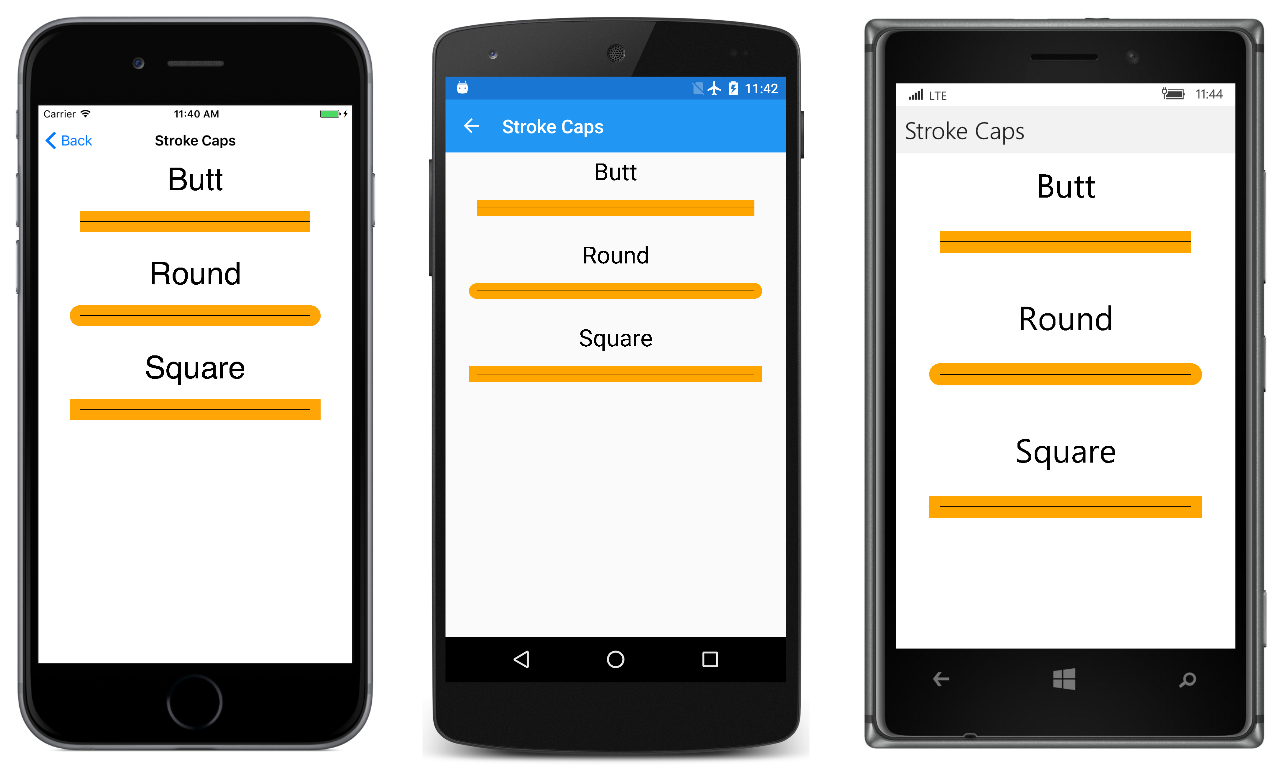 Carrier 11:40 AM
Back Stroke Caps
Butt
Round
Square
11:42
Stroke Caps
Butt
Round
Square
LTE 11:44
Stroke Caps
Butt
Round
Square